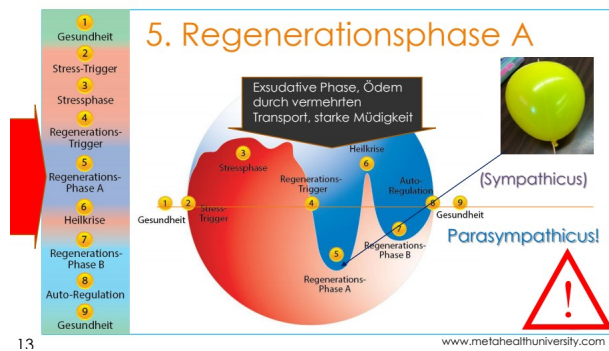 5. Regenerationsphase A
1
Gesundheit
2
Stress-Trigger
3
Stressphase
4
Regenerations-
Trigger
5
Regenerations-
Phase A
6
Heilkrise
7
Regenerations-
Phase B
8
Auto-Regulation
9
Gesundheit
Exsudative Phase, Ödem
durch vermehrten
Transport, starke Müdigkeit
3
Stressphase
Heilkrise
6
Regenerations-
Trigger
Auto-
Regulation
1
2
4
8
9
Gesundheit
Stress-
Trigger
Gesundheit
7
Regenerations-
Phase B
5
Regenerations-
Phase A
(Sympathicus)
Parasympathicus!
!
13
www.metahealthuniversity.com